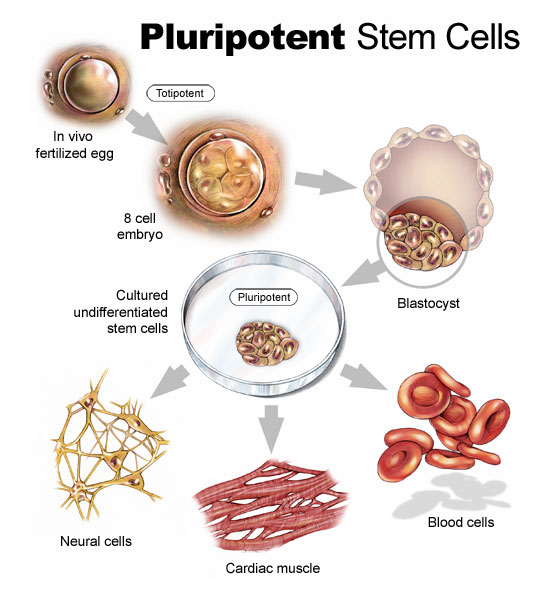 Pluripotent Stem Cells
Totipotent
In vivo
fertilized egg
8 cell
embryo
Blastocyst
Cultured
undifferentiated
stem cells
Pluripotent
Neural cells
Cardiac muscle
Blood cells